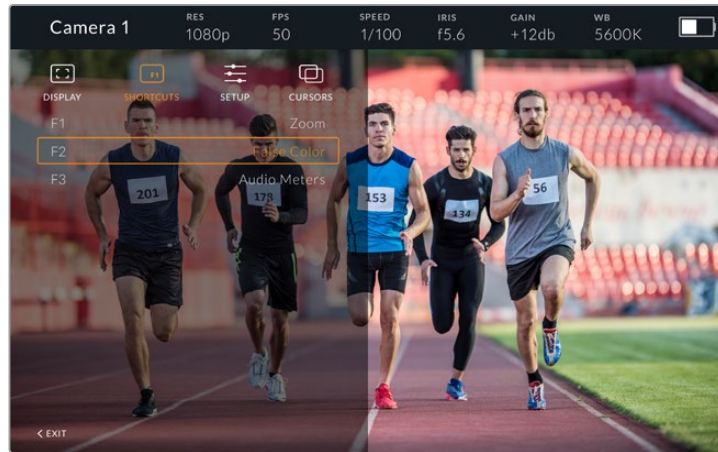 Camera 1
RES FPS SPEED IRIS GAIN WB
1080p 50 1/100 f5.6 +12db 5600K
DISPLAY SHORTCUTS SETUP CURSORS
F1
F1 Zoom
F2 False Color
F3 Audio Meters
201 178 153 134 56
< EXIT